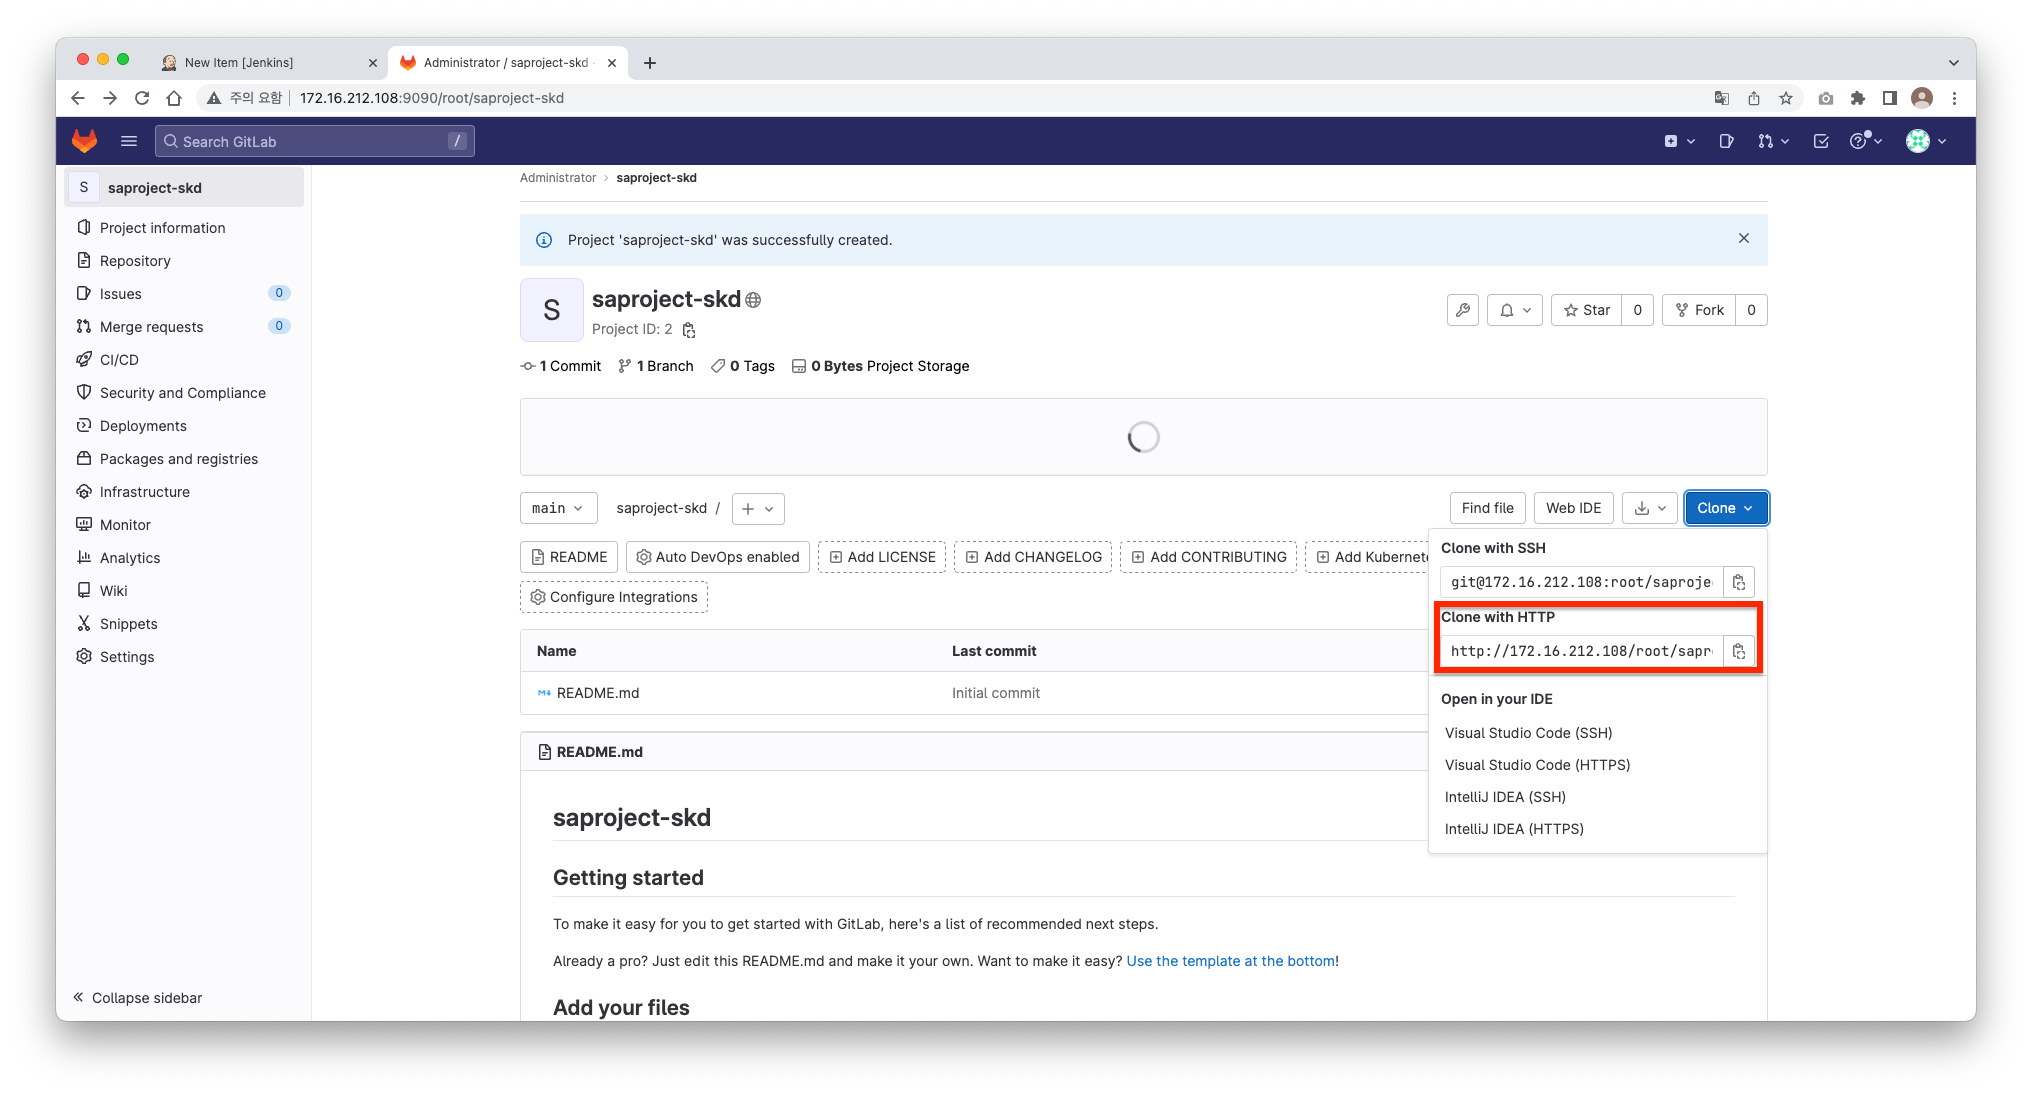 New Item [Jenkins]
Administrator / saproject-skd ·
주의 요함
172.16.212.108:9090/root/saproject-skd
Search GitLab
/
S
saproject-skd
Project information
Repository
Issues
0
Merge requests
0
CI/CD
Security and Compliance
Deployments
Packages and registries
Infrastructure
Monitor
Analytics
Wiki
Snippets
Settings
Collapse sidebar
Administrator › saproject-skd
Project 'saproject-skd' was successfully created.
S
saproject-skd
Project ID: 2
Star 0
Fork 0
1 Commit 1 Branch 0 Tags 0 Bytes Project Storage
main
saproject-skd /
Find file
Web IDE
Clone
README
Auto DevOps enabled
Add LICENSE
Add CHANGELOG
Add CONTRIBUTING
Add Kubernete
Configure Integrations
Clone with SSH
git@172.16.212.108:root/saproje
Clone with HTTP
http://172.16.212.108/root/sapr
Open in your IDE
Visual Studio Code (SSH)
Visual Studio Code (HTTPS)
IntelliJ IDEA (SSH)
IntelliJ IDEA (HTTPS)
Name Last commit
README.md Initial commit
README.md
saproject-skd
Getting started
To make it easy for you to get started with GitLab, here's a list of recommended next steps.
Already a pro? Just edit this README.md and make it your own. Want to make it easy? Use the template at the bottom!
Add your files